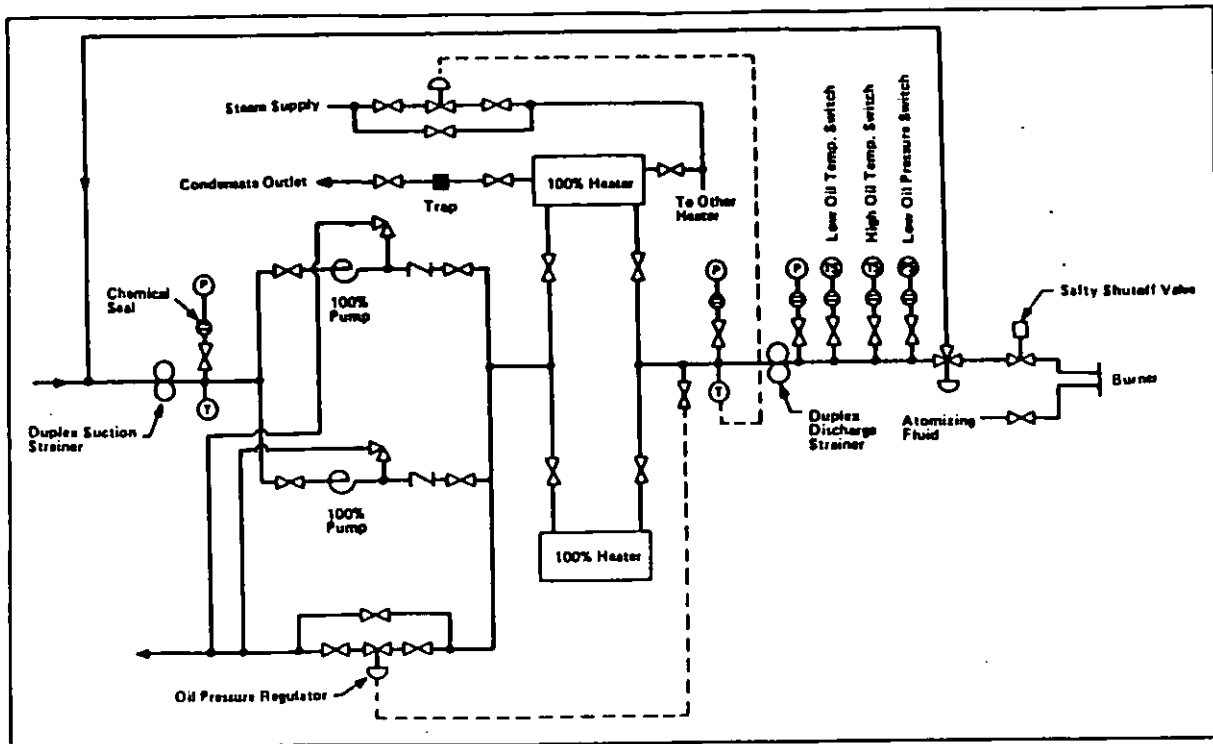 Steam Supply
Condensate Outlet
Trap
100% Heater
To Other
Heater
Low Oil Temp. Switch
High Oil Temp. Switch
Low Oil Pressure Switch
P
Chemical
Seal
100%
Pump
P
P
Safty Shutoff Valve
T
T
Duplex Suction
Strainer
Duplex
Discharge
Strainer
Burner
Atomizing
Fluid
100%
Pump
100% Heater
Oil Pressure Regulator